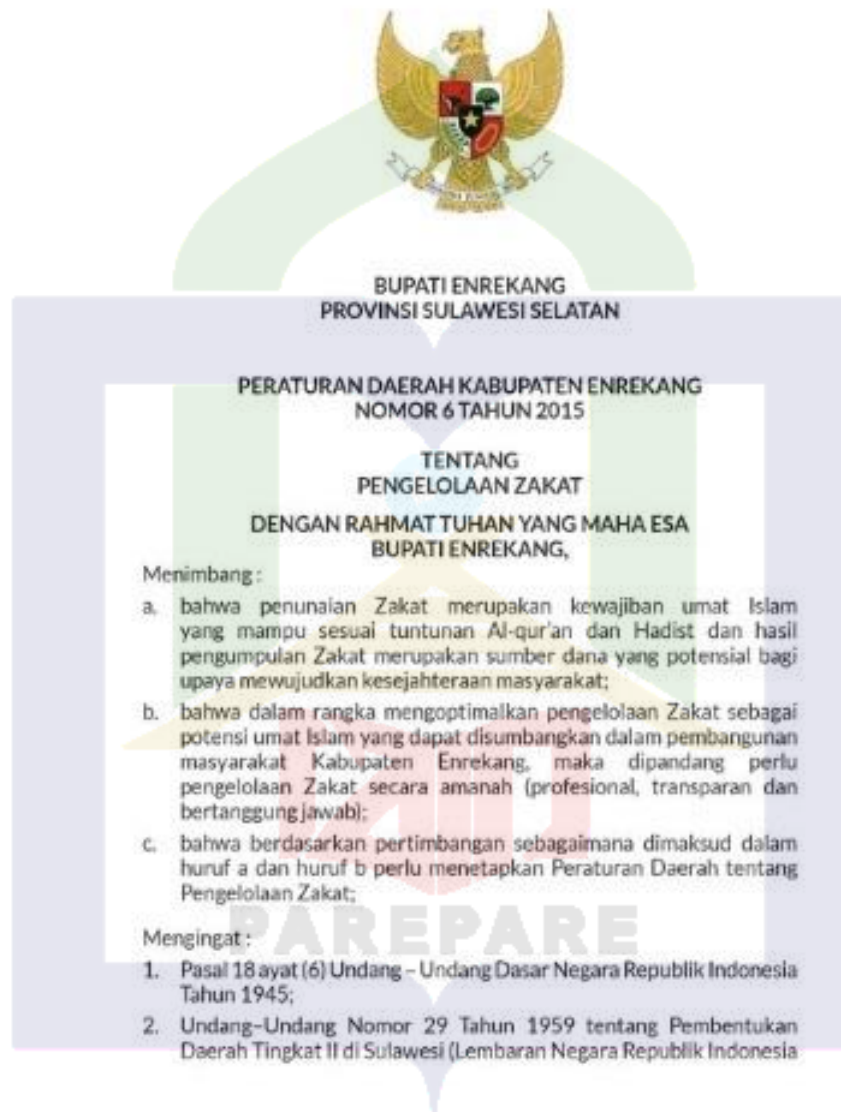 BUPATI ENREKANG
PROVINSI SULAWESI SELATAN
PERATURAN DAERAH KABUPATEN ENREKANG
NOMOR 6 TAHUN 2015
TENTANG
PENGELOLAAN ZAKAT
DENGAN RAHMAT TUHAN YANG MAHA ESA
BUPATI ENREKANG,
Menimbang :
a. bahwa penunaian Zakat merupakan kewajiban umat Islam
yang mampu sesuai tuntunan Al-qur'an dan Hadist dan hasil
pengumpulan Zakat merupakan sumber dana yang potensial bagi
upaya mewujudkan kesejahteraan masyarakat;
b. bahwa dalam rangka mengoptimalkan pengelolaan Zakat sebagai
potensi umat Islam yang dapat disumbangkan dalam pembangunan
masyarakat Kabupaten Enrekang, maka dipandang perlu
pengelolaan Zakat secara amanah (profesional, transparan dan
bertanggung jawab);
c. bahwa berdasarkan pertimbangan sebagaimana dimaksud dalam
huruf a dan huruf b perlu menetapkan Peraturan Daerah tentang
Pengelolaan Zakat;
PAREPARE
Mengingat :
1. Pasal 18 ayat (6) Undang – Undang Dasar Negara Republik Indonesia
Tahun 1945;
2. Undang–Undang Nomor 29 Tahun 1959 tentang Pembentukan
Daerah Tingkat II di Sulawesi (Lembaran Negara Republik Indonesia